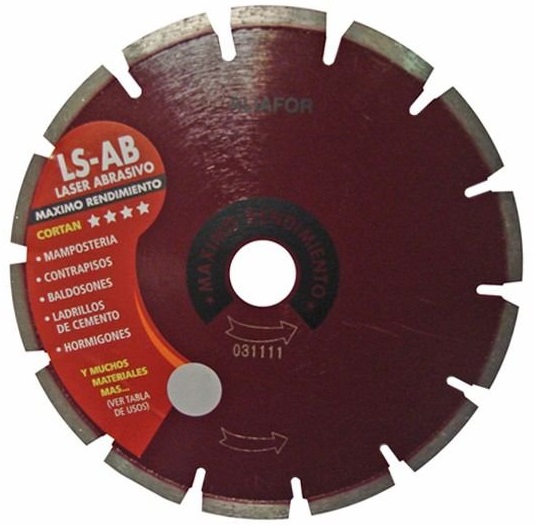 ALIAFOR
LS-AB
LASER ABRASIVO
MAXIMO RENDIMIENTO
CORTAN
• MAMPOSTERIA
• CONTRAPISOS
• BALDOSONES
• LADRILLOS
DE CEMENTO
• HORMIGONES
Y MUCHOS
MATERIALES
MAS...
(VER TABLA
DE USOS)
• MAXIMO RENDIMIENTO •
031111